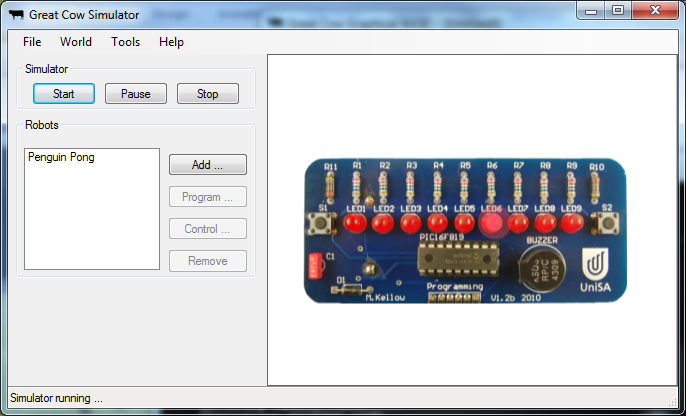 Great Cow Simulator
File World Tools Help
Simulator
Start Pause Stop
Robots
Penguin Pong
Add ...
Program ...
Control ...
Remove
R11 R1 R2 R3 R4 R5 R6 R7 R8 R9 R10
S1 LED1 LED2 LED3 LED4 LED5 LED6 LED7 LED8 LED9 S2
PIC16F819 BUZZER
C1
D1
M.Kellow
Programming
V1.2b 2010
UniSA
Simulator running ...